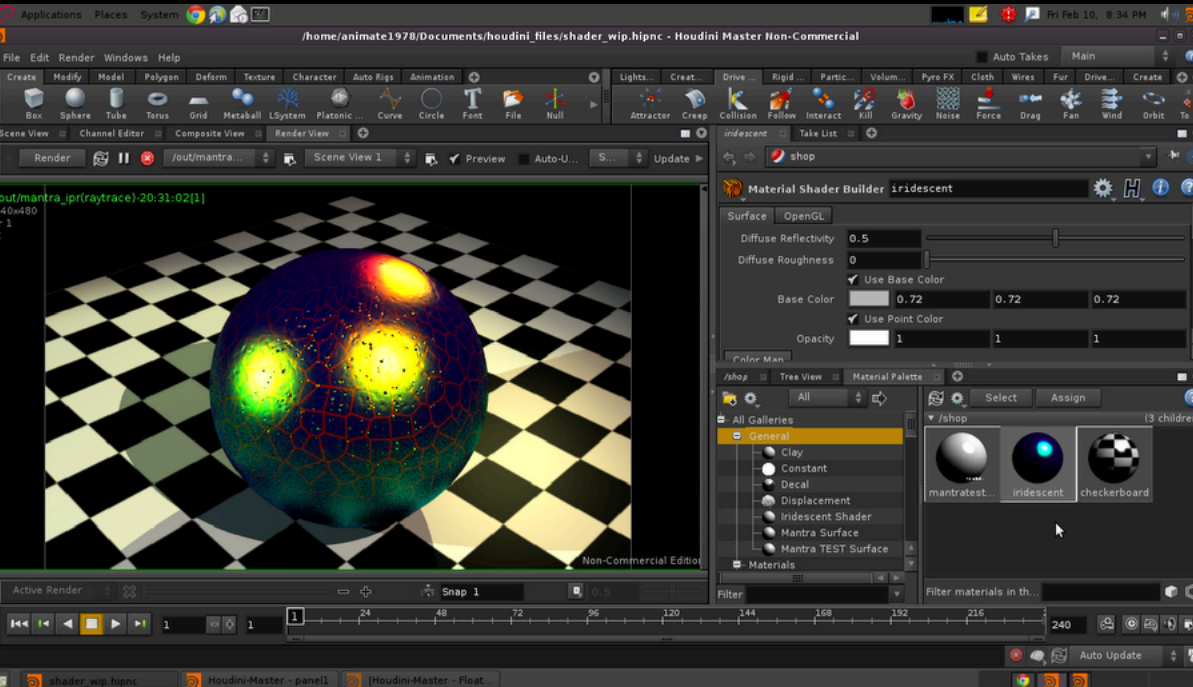 Applications Places System Fri Feb 10, 8:34 PM
/home/animate1978/Documents/houdini_files/shader_wip.hipnc - Houdini Master Non-Commercial
File Edit Render Windows Help Auto Takes Main
Create Modify Model Polygon Deform Texture Character Auto Rigs Animation
Lights... Creat... Drive ... Rigid ... Partic... Volum... Pyro FX Cloth Wires Fur Drive... Create
Box Sphere Tube Torus Grid Metaball LSystem Platonic ... Curve Circle Font File Null
Attractor Creep Collision Follow Interact Kill Gravity Noise Force Drag Fan Wind Orbit To
Scene View Channel Editor Composite View Render View
iridescent Take List
Render /out/mantra... Scene View 1 Preview Auto-U... S... Update
shop
out/mantra_ipr(raytrace)-20:31:02[1]
40x480
r 1
Material Shader Builder iridescent
Surface OpenGL
Diffuse Reflectivity 0.5
Diffuse Roughness 0
Use Base Color
Base Color 0.72 0.72 0.72
Use Point Color
Opacity 1 1 1
Color Map
/shop Tree View Material Palette
All Select Assign
All Galleries
General
Clay
Constant
Decal
Displacement
Iridescent Shader
Mantra Surface
Mantra TEST Surface
Materials
Filter
/shop (3 childre
mantratest... iridescent checkerboard
Filter materials in th...
Non-Commercial Edition
Active Render Snap 1 0.5
1 1 1 24 48 72 96 120 144 168 192 216 240
Auto Update
shader_wip.hipnc Houdini-Master - panel1 [Houdini-Master - Float...